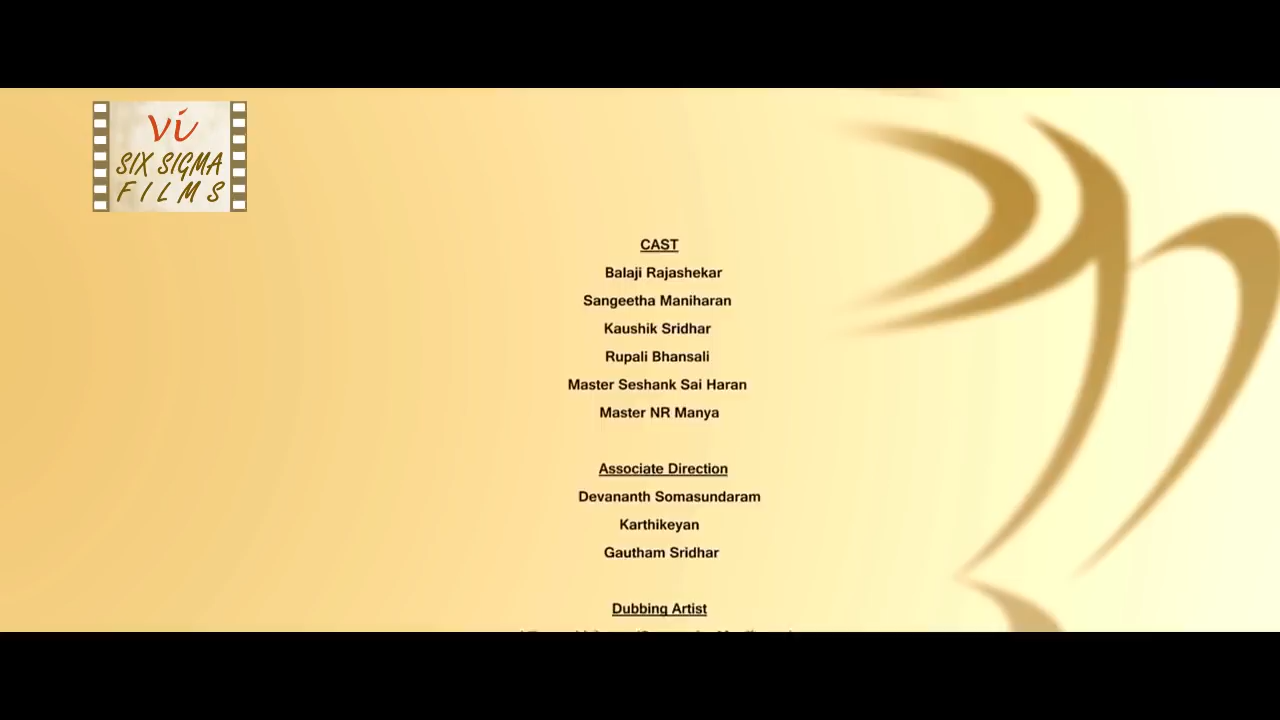 vi
SIX SIGMA
FILMS
CAST
Balaji Rajashekar
Sangeetha Maniharan
Kaushik Sridhar
Rupali Bhansali
Master Seshank Sai Haran
Master NR Manya
Associate Direction
Devananth Somasundaram
Karthikeyan
Gautham Sridhar
Dubbing Artist